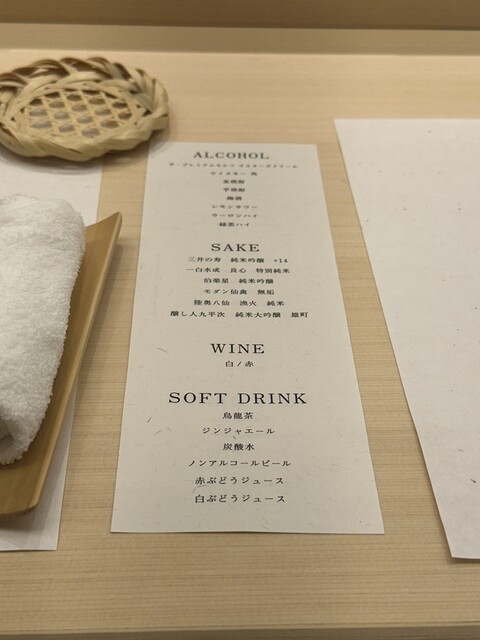 ALCOHOL
ザ・プレミアムモルツ マスターズドリーム
ウイスキー 角
麦焼酎
芋焼酎
梅酒
レモンサワー
ウーロンハイ
緑茶ハイ
SAKE
三井の寿 純米吟醸 +14
一白水成 良心 特別純米
伯楽星 純米吟醸
モダン仙禽 無垢
陸奥八仙 漁火 純米
醸し人九平次 純米大吟醸 雄町
WINE
白/赤
SOFT DRINK
烏龍茶
ジンジャエール
炭酸水
ノンアルコールビール
赤ぶどうジュース
白ぶどうジュース